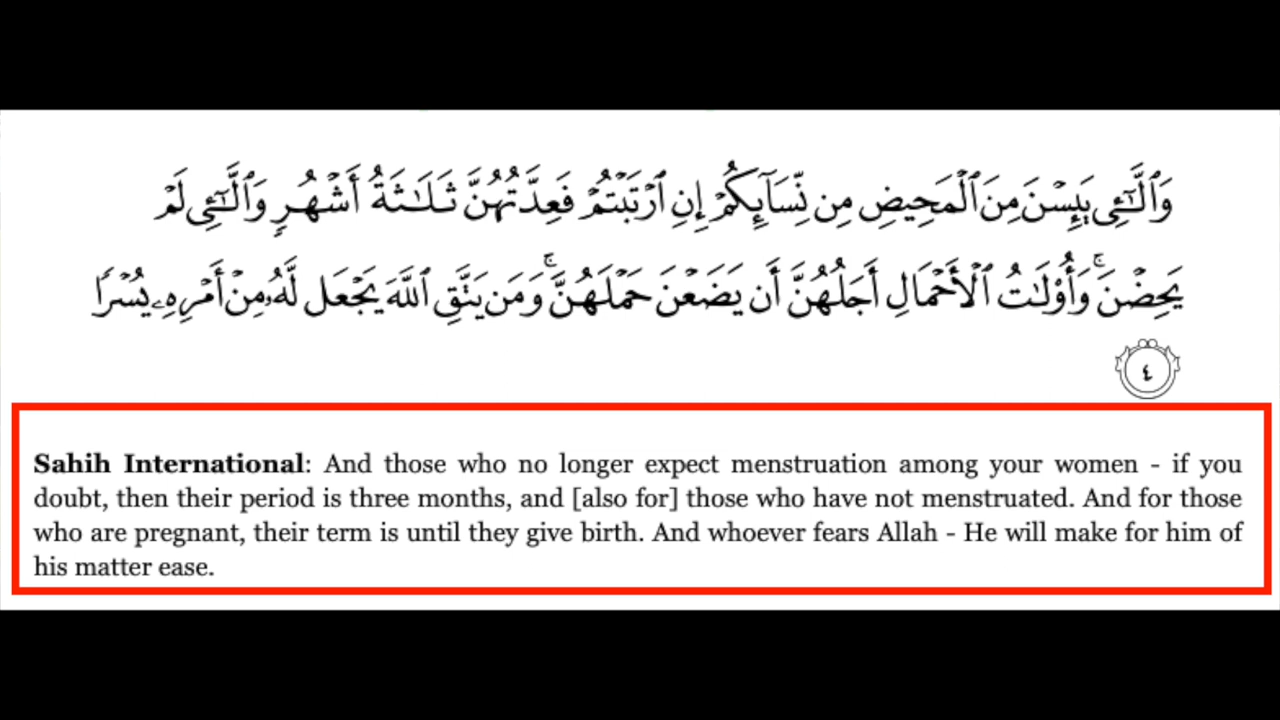 وَٱلَّـٰٓـِٔى يَئِسْنَ مِنَ ٱلْمَحِيضِ مِن نِّسَآئِكُمْ إِنِ ٱرْتَبْتُمْ فَعِدَّتُهُنَّ ثَلَـٰثَةُ أَشْهُرٍ وَٱلَّـٰٓـِٔى لَمْ
يَحِضْنَ ۚ وَأُو۟لَـٰتُ ٱلْأَحْمَالِ أَجَلُهُنَّ أَن يَضَعْنَ حَمْلَهُنَّ ۚ وَمَن يَتَّقِ ٱللَّهَ يَجْعَل لَّهُۥ مِنْ أَمْرِهِۦ يُسْرًا
٤
Sahih International: And those who no longer expect menstruation among your women - if you
doubt, then their period is three months, and [also for] those who have not menstruated. And for those
who are pregnant, their term is until they give birth. And whoever fears Allah - He will make for him of
his matter ease.